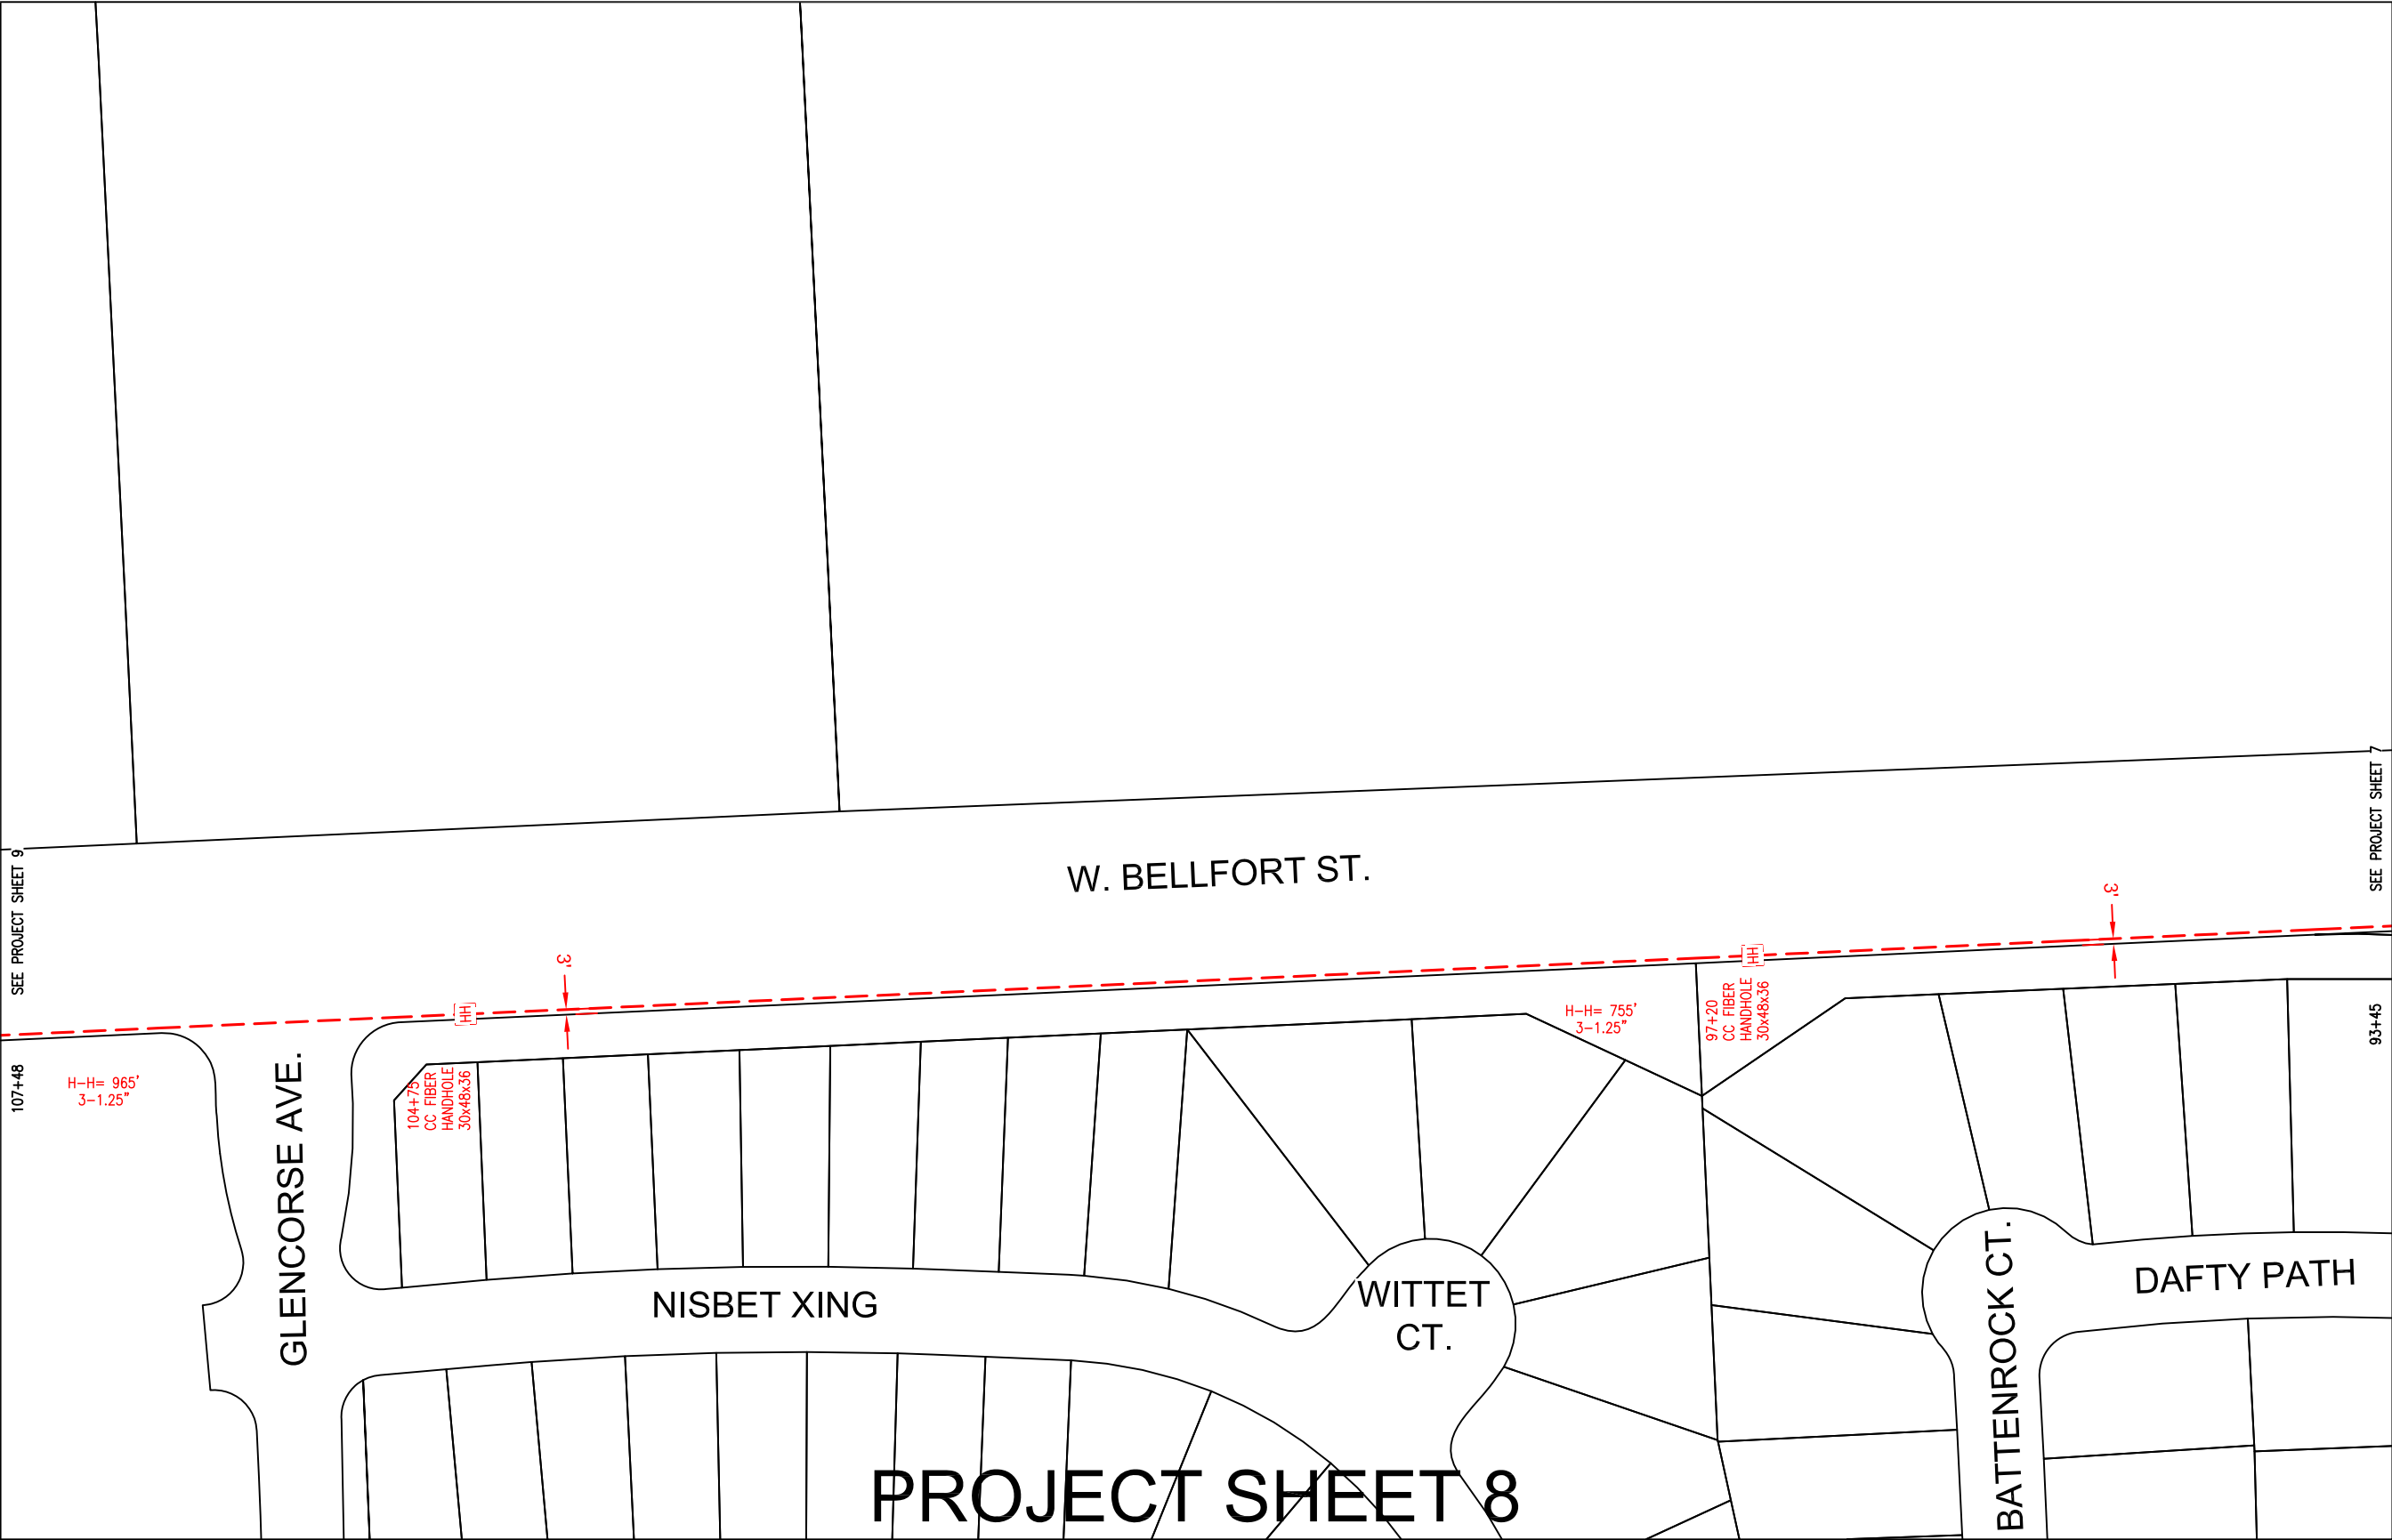 SEE PROJECT SHEET 9
107+48
H-H= 965'
3-1.25"
GLENCORSE AVE.
HH
104+75
CC FIBER
HANDHOLE
30x48x36
3'
W. BELLFORT ST.
NISBET XING
WITTET
CT.
H-H= 755'
3-1.25"
HH
97+20
CC FIBER
HANDHOLE
30x48x36
3'
BATTENROCK CT.
DAFTY PATH
SEE PROJECT SHEET 7
93+45
PROJECT SHEET 8